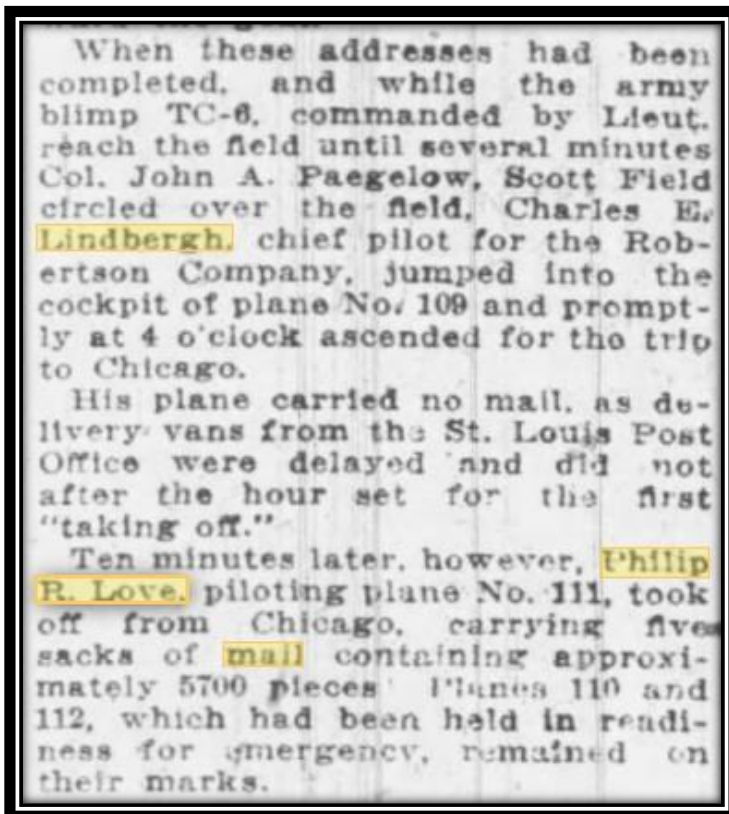 When these addresses had been
completed, and while the army
blimp TC-6, commanded by Lieut.
reach the field until several minutes
Col. John A. Paegelow, Scott Field
circled over the field, Charles E.
Lindbergh, chief pilot for the Rob-
ertson Company, jumped into the
cockpit of plane No. 109 and prompt-
ly at 4 o'clock ascended for the trip
to Chicago.
His plane carried no mail, as de-
livery vans from the St. Louis Post
Office were delayed and did not
after the hour set for the first
"taking off."
Ten minutes later, however, Philip
R. Love, piloting plane No. 111, took
off from Chicago, carrying five
sacks of mail containing approxi-
mately 5700 pieces Planes 110 and
112, which had been held in readi-
ness for emergency, remained on
their marks.